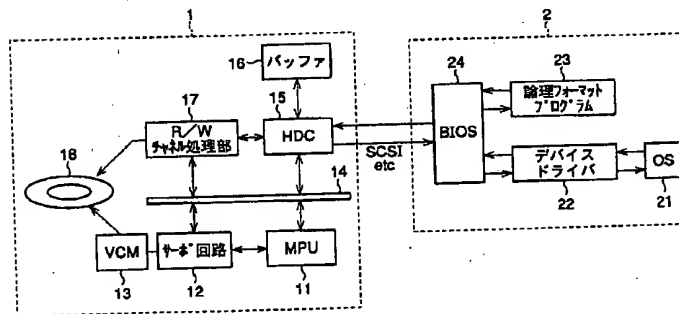 1
2
16
バッファ
24
23
17
15
論理フォーマット
プログラム
R/W
チャネル処理部
HDC
BIOS
18
SCSI
etc
デバイス
ドライバ
OS
14
22
21
VCM
サーボ回路
MPU
13
12
11